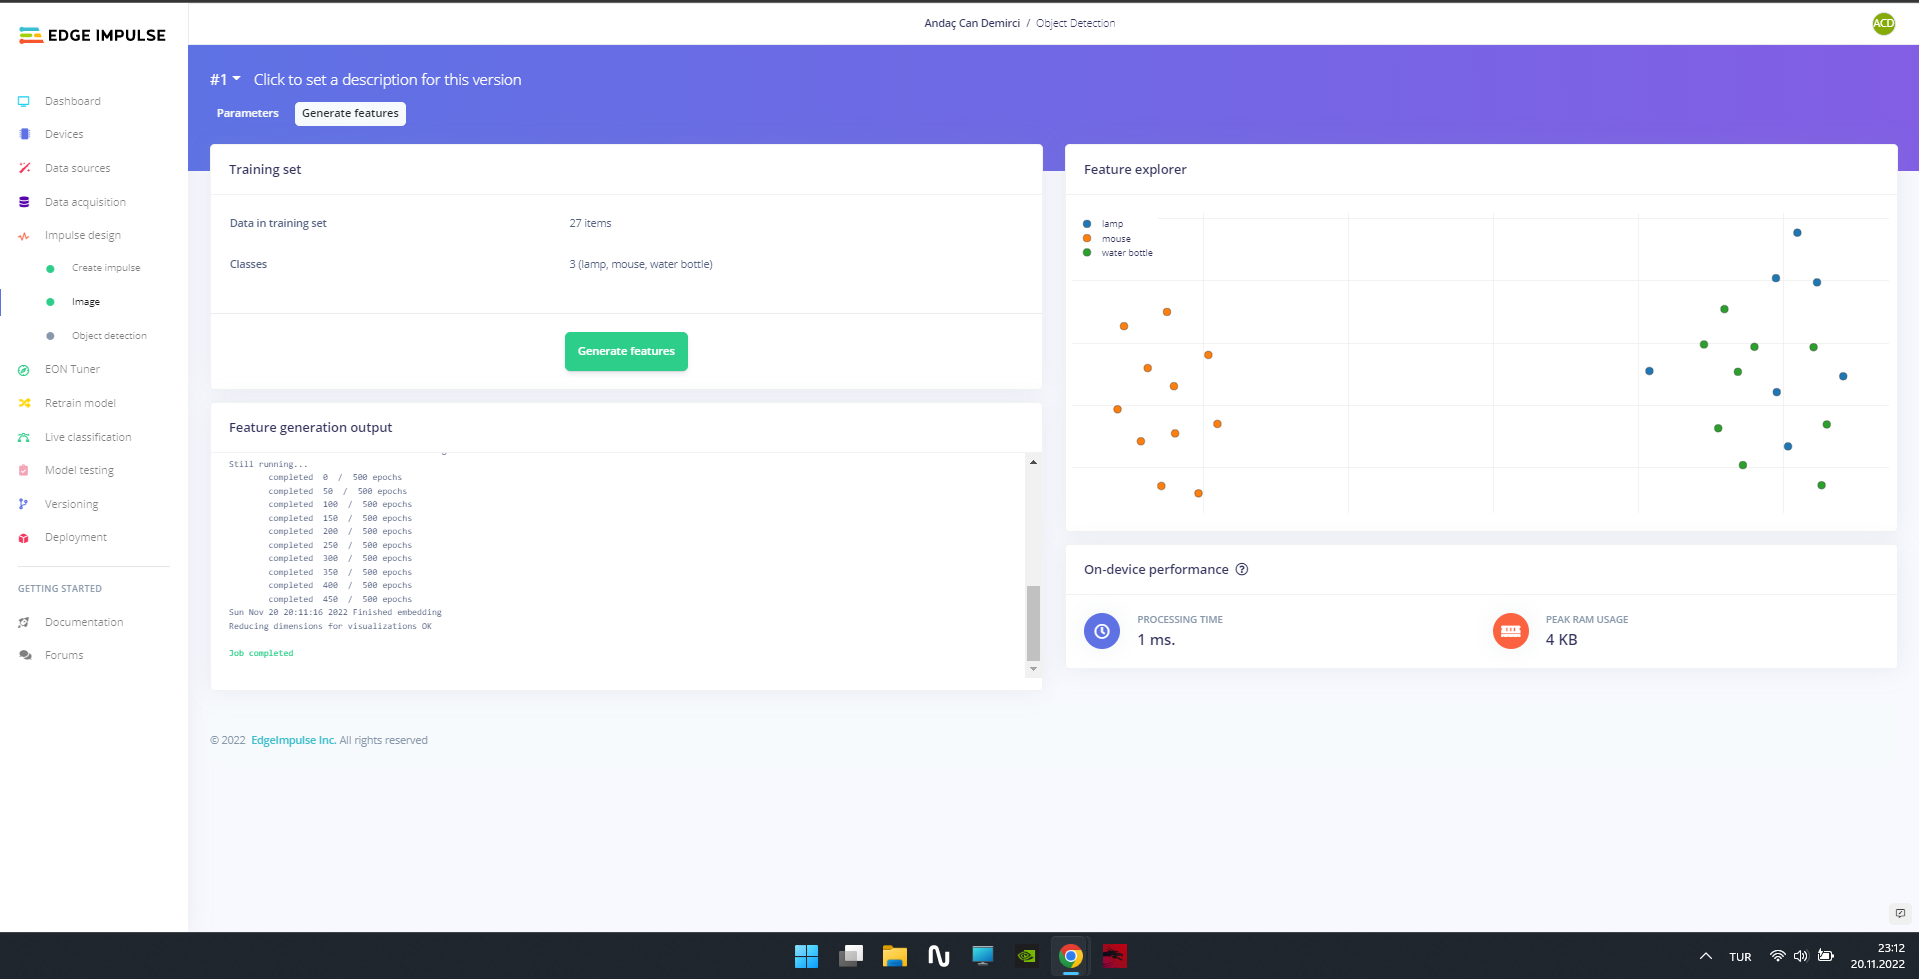 EDGE IMPULSE
Andaç Can Demirci / Object Detection
ACD
#1 Click to set a description for this version
Parameters
Generate features
Dashboard
Devices
Data sources
Data acquisition
Impulse design
Create impulse
Image
Object detection
EON Tuner
Retrain model
Live classification
Model testing
Versioning
Deployment
GETTING STARTED
Documentation
Forums
Training set
Data in training set 27 items
Classes 3 (lamp, mouse, water bottle)
Generate features
Feature generation output
Still running...
completed 0 / 500 epochs
completed 50 / 500 epochs
completed 100 / 500 epochs
completed 150 / 500 epochs
completed 200 / 500 epochs
completed 250 / 500 epochs
completed 300 / 500 epochs
completed 350 / 500 epochs
completed 400 / 500 epochs
completed 450 / 500 epochs
Sun Nov 20 20:11:16 2022 Finished embedding
Reducing dimensions for visualizations OK
Job completed
Feature explorer
lamp
mouse
water bottle
On-device performance ?
PROCESSING TIME
1 ms.
PEAK RAM USAGE
4 KB
© 2022 EdgeImpulse Inc. All rights reserved
TUR
23:12
20.11.2022